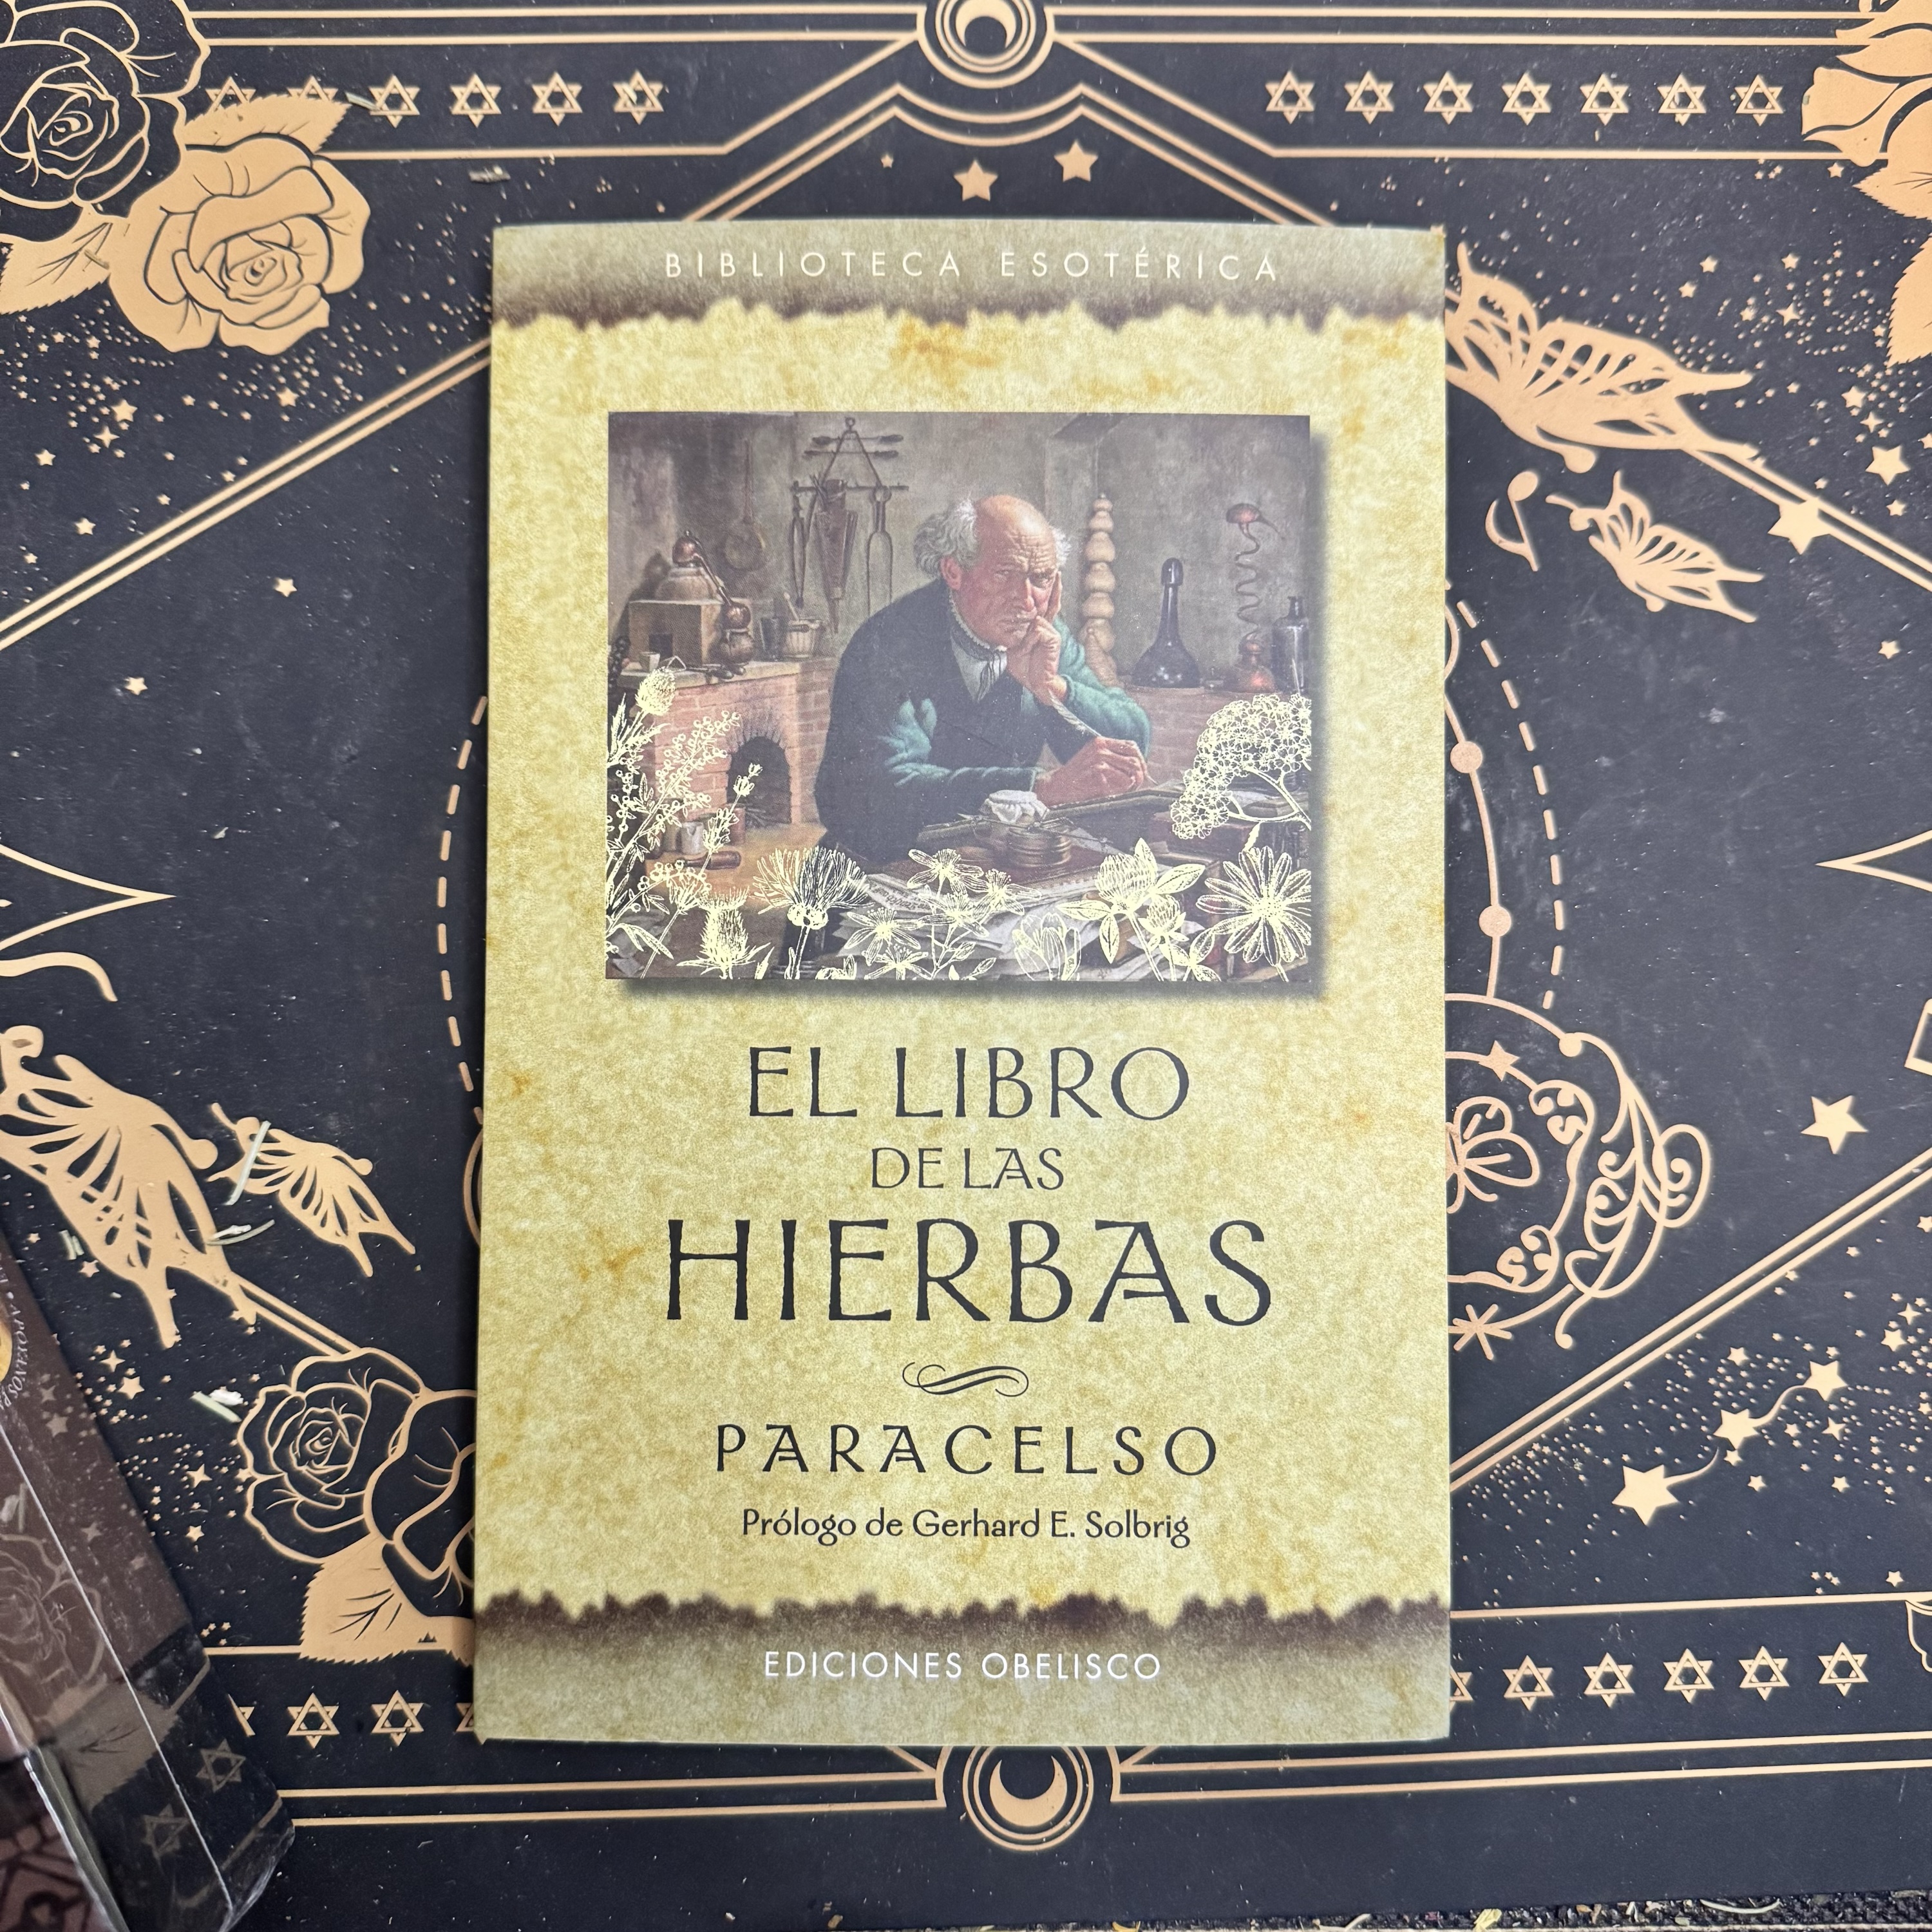 BIBLIOTECA ESOTÉRICA
EL LIBRO
DE LAS
HIERBAS
PARACELSO
Prólogo de Gerhard E. Solbrig
EDICIONES OBELISCO